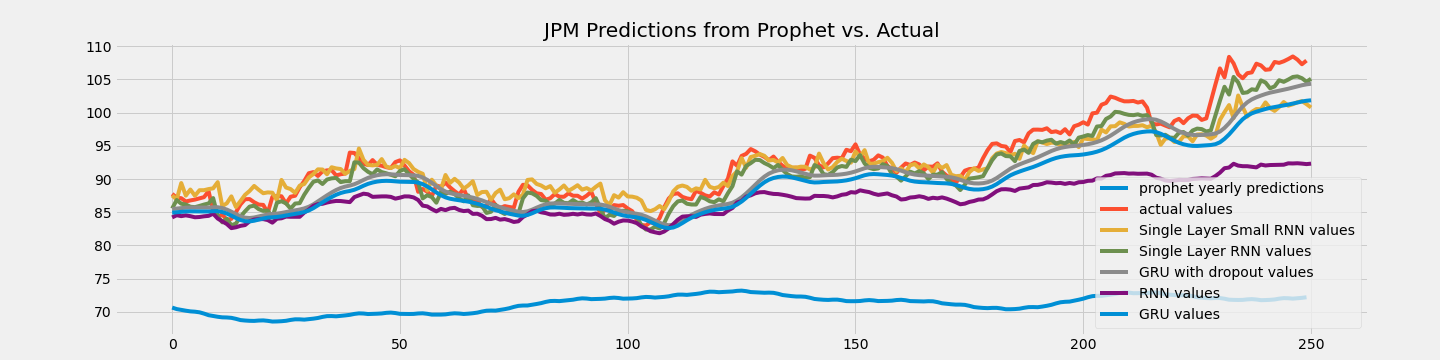 JPM Predictions from Prophet vs. Actual
110
105
100
95
90
85
80
75
70
prophet yearly predictions
actual values
Single Layer Small RNN values
Single Layer RNN values
GRU with dropout values
RNN values
GRU values
0 50 100 150 200 250